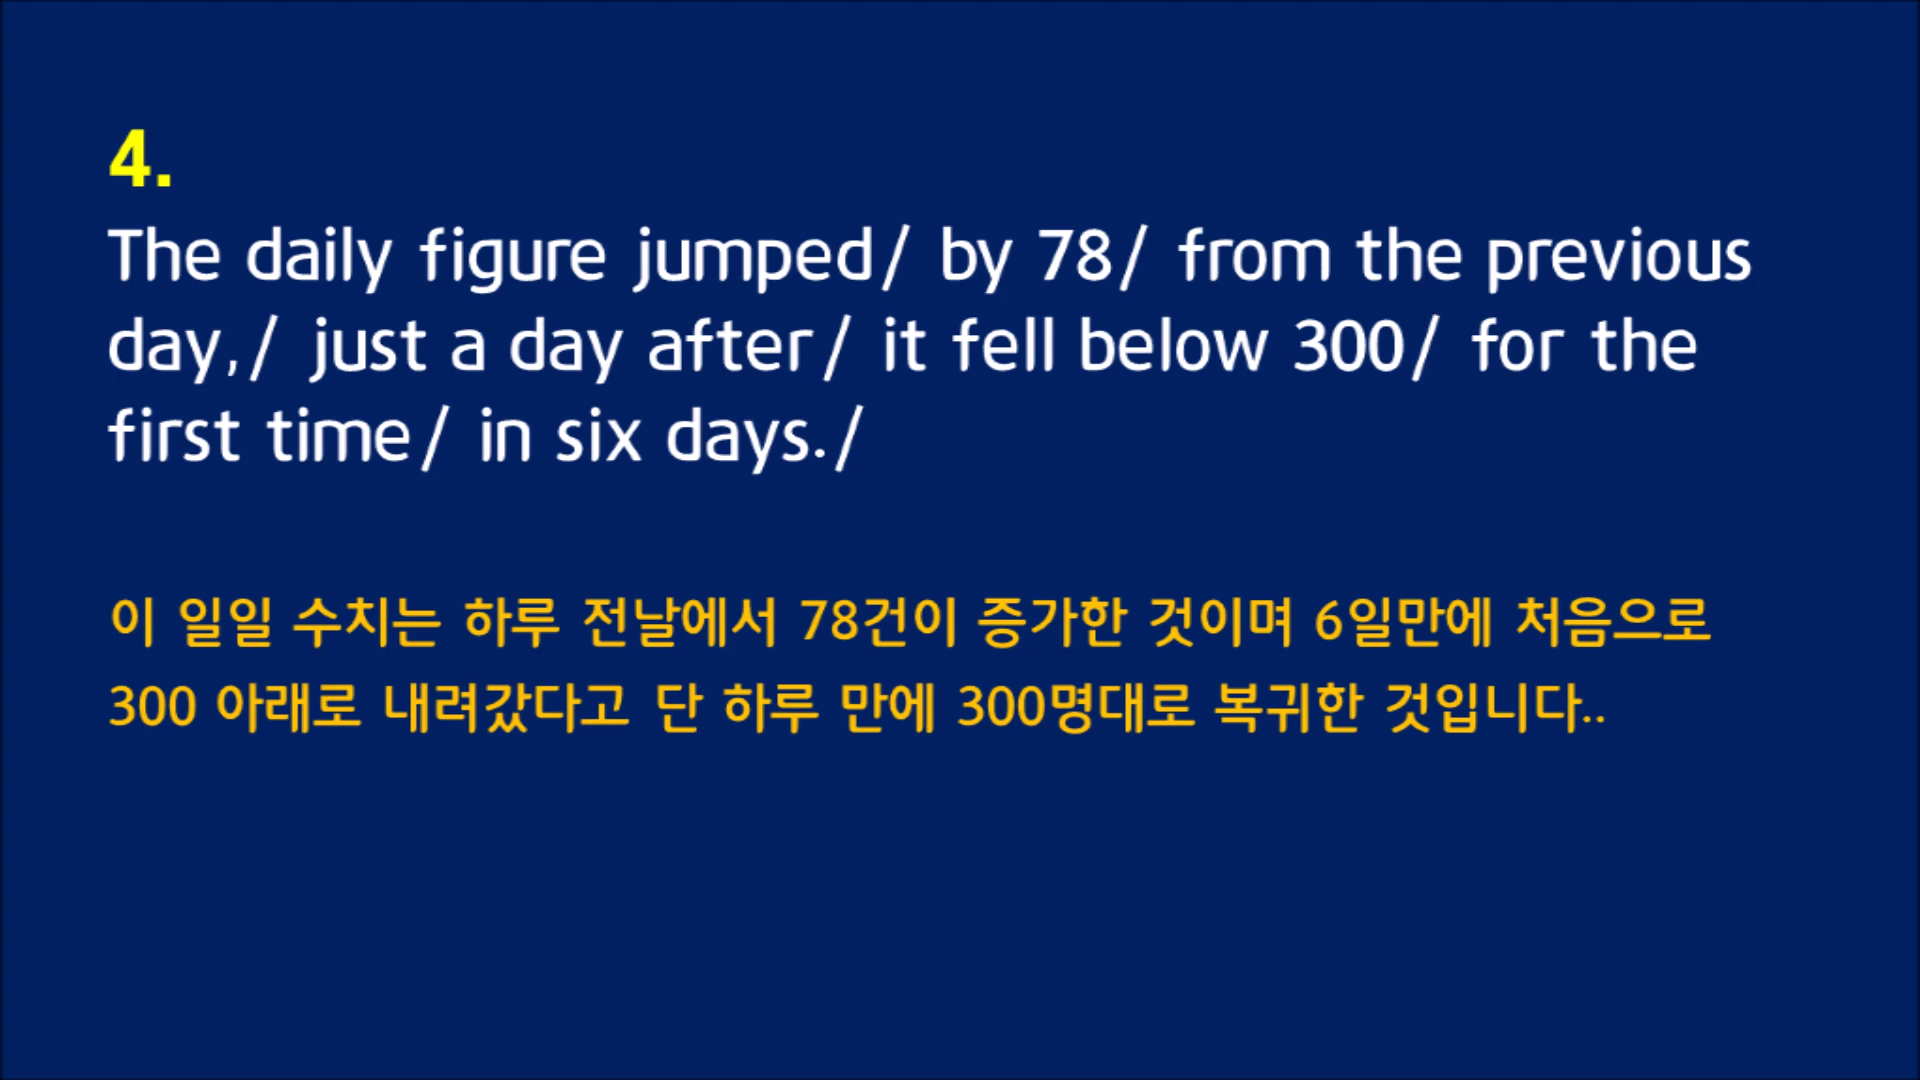 4.
The daily figure jumped/ by 78/ from the previous
day,/ just a day after/ it fell below 300/ for the
first time/ in six days./
이 일일 수치는 하루 전날에서 78건이 증가한 것이며 6일만에 처음으로
300 아래로 내려갔다고 단 하루 만에 300명대로 복귀한 것입니다..